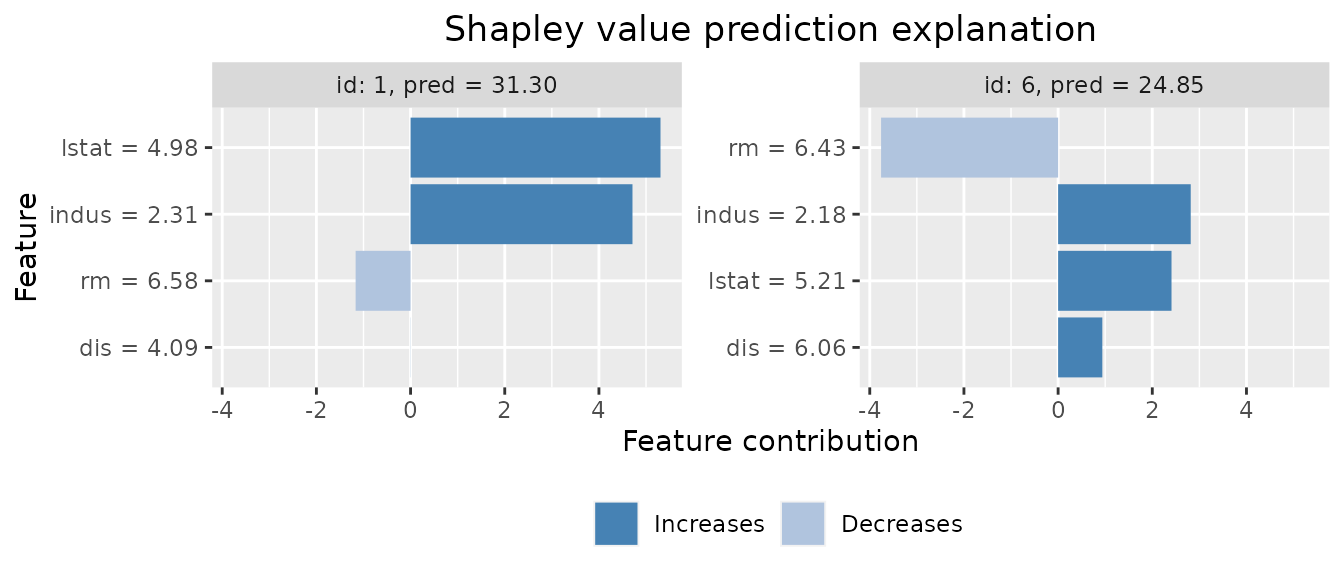 Shapley value prediction explanation
id: 1, pred = 31.30
id: 6, pred = 24.85
Feature
lstat = 4.98
indus = 2.31
rm = 6.58
dis = 4.09
-4 -2 0 2 4
rm = 6.43
indus = 2.18
lstat = 5.21
dis = 6.06
-4 -2 0 2 4
Feature contribution
Increases Decreases